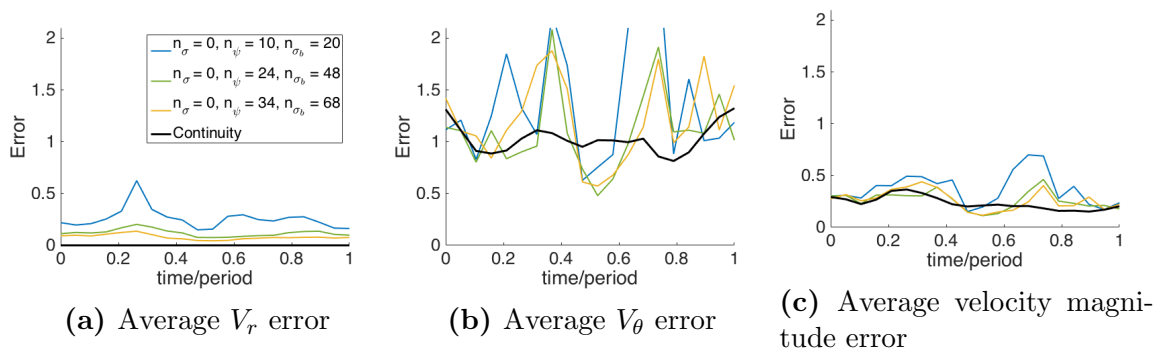 2
1.5
1
0.5
0
Error
0 0.2 0.4 0.6 0.8 1
time/period
n_σ = 0, n_ψ = 10, n_σ_b = 20
n_σ = 0, n_ψ = 24, n_σ_b = 48
n_σ = 0, n_ψ = 34, n_σ_b = 68
Continuity
(a) Average V_r error
2
1.5
1
0.5
0
Error
0 0.2 0.4 0.6 0.8 1
time/period
(b) Average V_θ error
2
1.5
1
0.5
0
Error
0 0.2 0.4 0.6 0.8 1
time/period
(c) Average velocity magni-
tude error